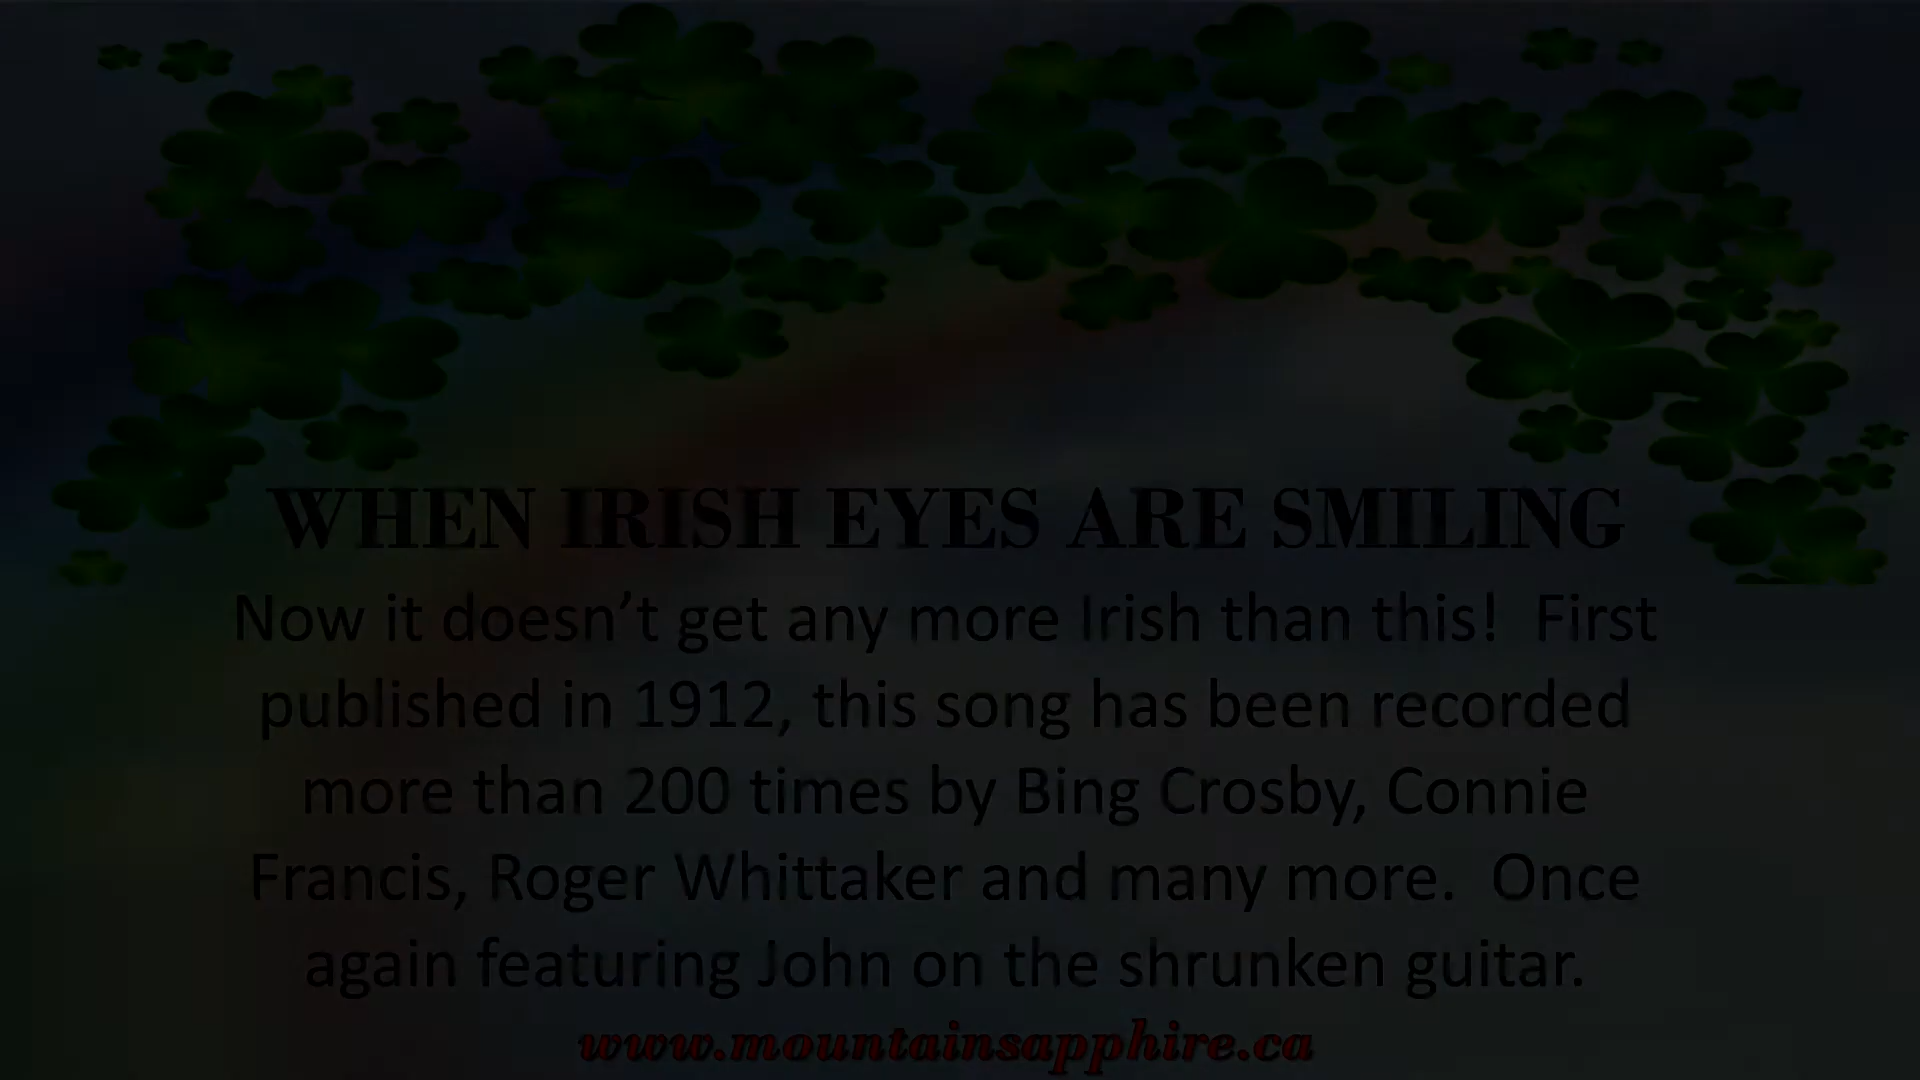 WHEN IRISH EYES ARE SMILING
Now it doesn’t get any more Irish than this!  First
published in 1912, this song has been recorded
more than 200 times by Bing Crosby, Connie
Francis, Roger Whittaker and many more.  Once
again featuring John on the shrunken guitar.
www.mountainsapphire.ca